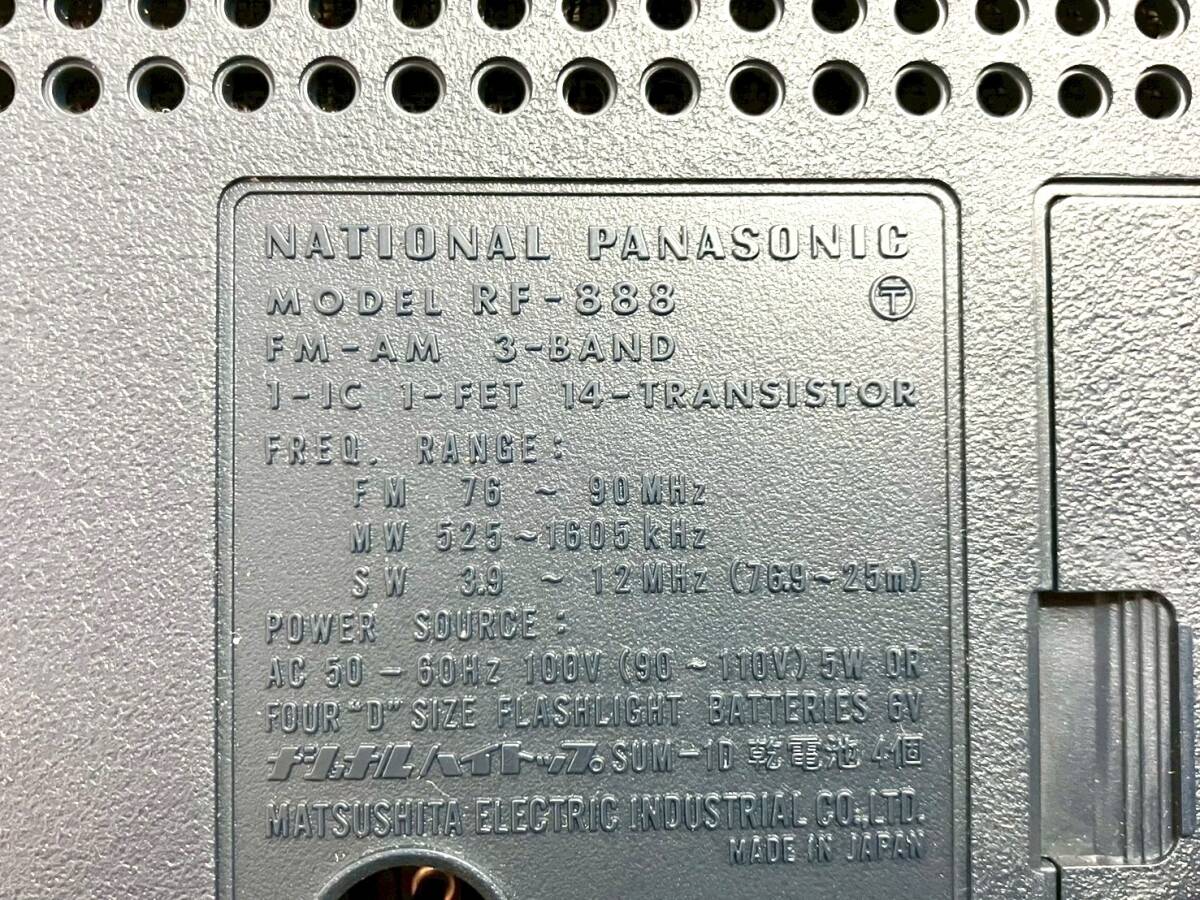 NATIONAL PANASONIC
MODEL RF-888 〒
FM-AM 3-BAND
1-IC 1-FET 14-TRANSISTOR
FREQ. RANGE:
FM 76 ~ 90MHz
MW 525~1605kHz
SW 3.9 ~ 12MHz (76.9~25m)
POWER SOURCE:
AC 50 - 60Hz 100V (90 ~ 110V) 5W OR
FOUR "D" SIZE FLASHLIGHT BATTERIES 6V
ナショナルハイトップ。SUM-1D 乾電池 4個
MATSUSHITA ELECTRIC INDUSTRIAL CO.,LTD.
MADE IN JAPAN